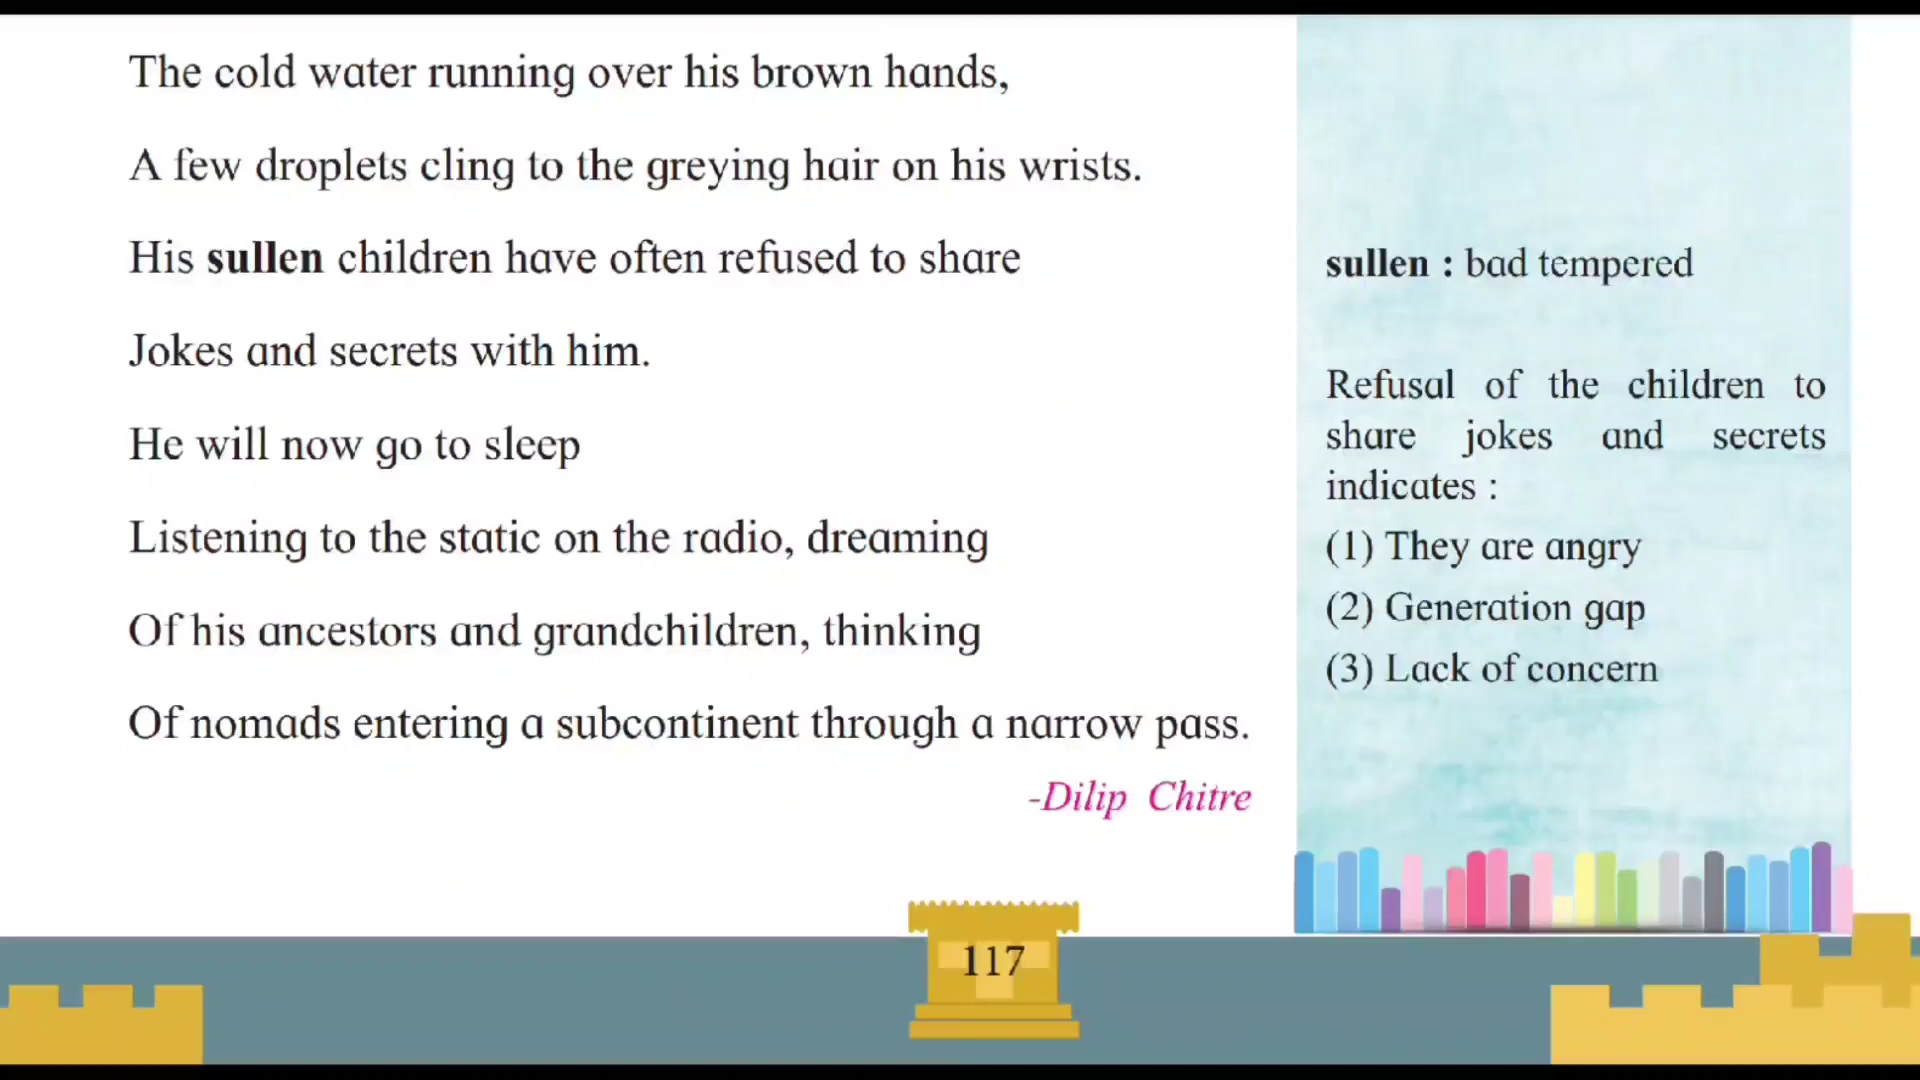 The cold water running over his brown hands,
A few droplets cling to the greying hair on his wrists.
His sullen children have often refused to share
Jokes and secrets with him.
He will now go to sleep
Listening to the static on the radio, dreaming
Of his ancestors and grandchildren, thinking
Of nomads entering a subcontinent through a narrow pass.
-Dilip Chitre
sullen : bad tempered
Refusal of the children to
share jokes and secrets
indicates :
(1) They are angry
(2) Generation gap
(3) Lack of concern
117